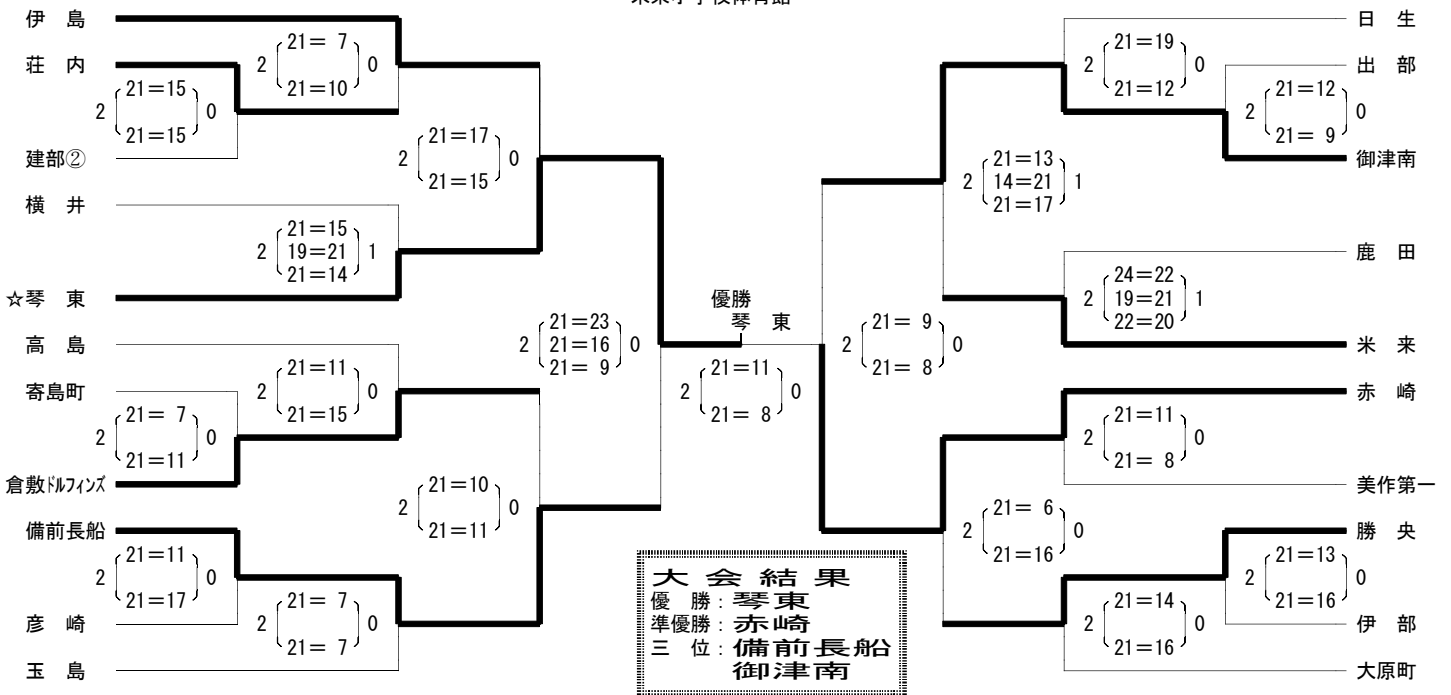 伊 島
荘 内
建部②
横 井
☆琴 東
高 島
寄島町
倉敷ドルフィンズ
備前長船
彦 崎
玉 島
2 21＝15 0
21＝15
2 21＝ 7 0
21＝10
2 21＝17 0
21＝15
2 21＝15 1
19＝21
21＝14
2 21＝23 0
21＝16
21＝ 9
2 21＝11 0
21＝15
2 21＝ 7 0
21＝11
2 21＝10 0
21＝11
2 21＝11 0
21＝17
2 21＝ 7 0
21＝ 7
優勝
琴 東
2 21＝11 0
21＝ 8
2 21＝19 0
21＝12
2 21＝12 0
21＝ 9
2 21＝13 1
14＝21
21＝17
2 24＝22 1
19＝21
22＝20
2 21＝ 9 0
21＝ 8
2 21＝11 0
21＝ 8
2 21＝ 6 0
21＝16
2 21＝13 0
21＝16
2 21＝14 0
21＝16
日 生
出 部
御津南
鹿 田
米 来
赤 崎
美作第一
勝 央
伊 部
大原町
大 会 結 果
優 勝：琴東
準優勝：赤崎
三 位：備前長船
御津南